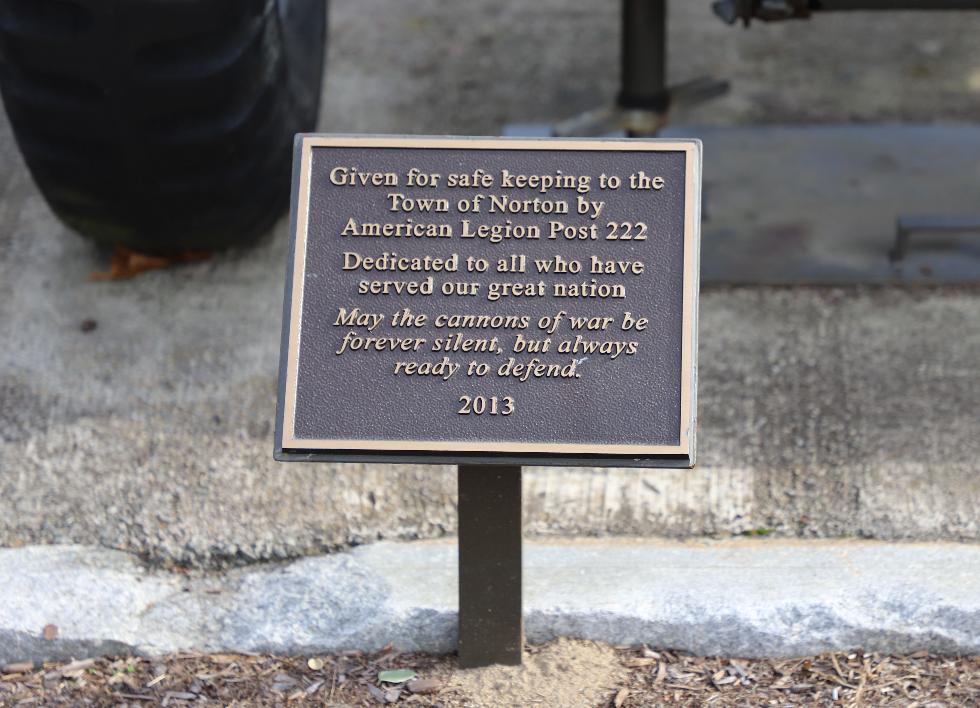 Given for safe keeping to the
Town of Norton by
American Legion Post 222
Dedicated to all who have
served our great nation
May the cannons of war be
forever silent, but always
ready to defend.
2013